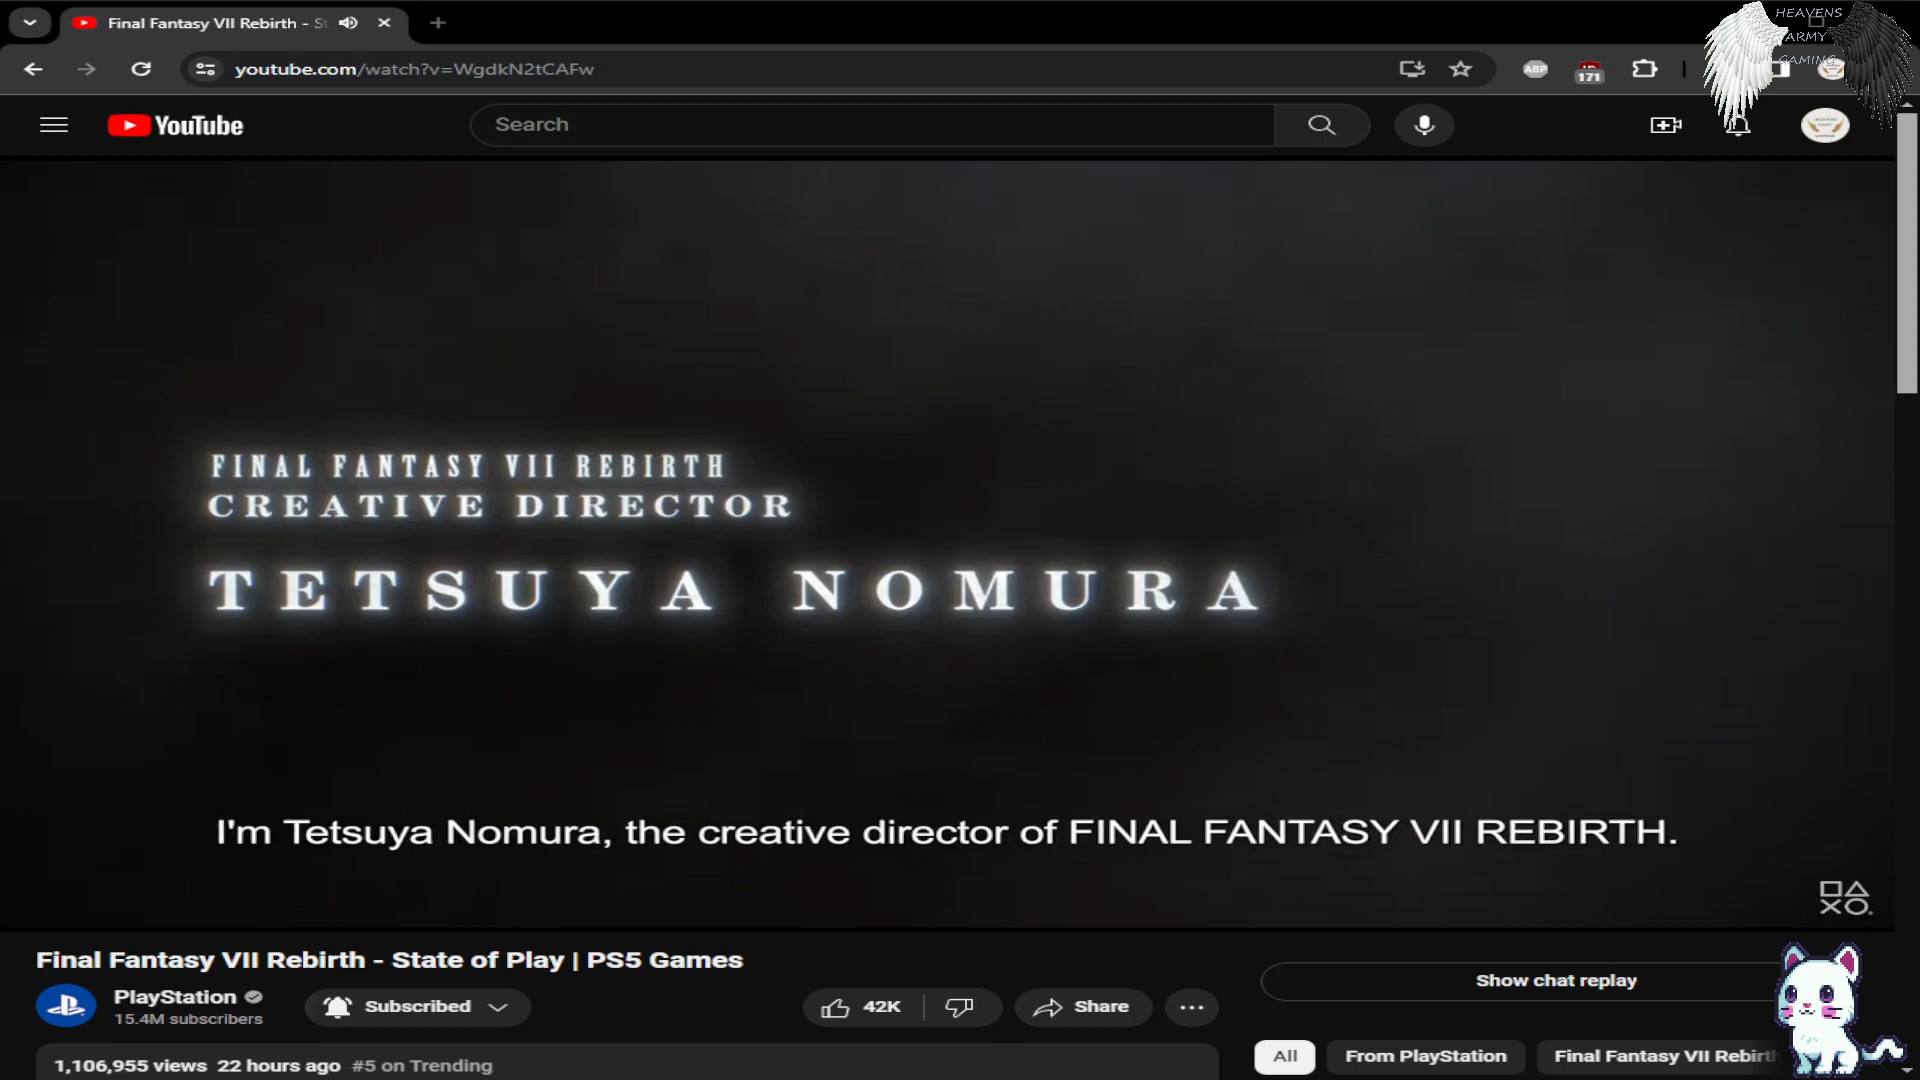 Final Fantasy VII Rebirth - St
HEAVENS
ARMY
GAMING
youtube.com/watch?v=WgdkN2tCAFw
ABP
171
YouTube
Search
FINAL FANTASY VII REBIRTH
CREATIVE DIRECTOR
TETSUYA NOMURA
I'm Tetsuya Nomura, the creative director of FINAL FANTASY VII REBIRTH.
Final Fantasy VII Rebirth - State of Play | PS5 Games
PlayStation
15.4M subscribers
Subscribed
42K
Share
Show chat replay
1,106,955 views 22 hours ago #5 on Trending
All
From PlayStation
Final Fantasy VII Rebirth